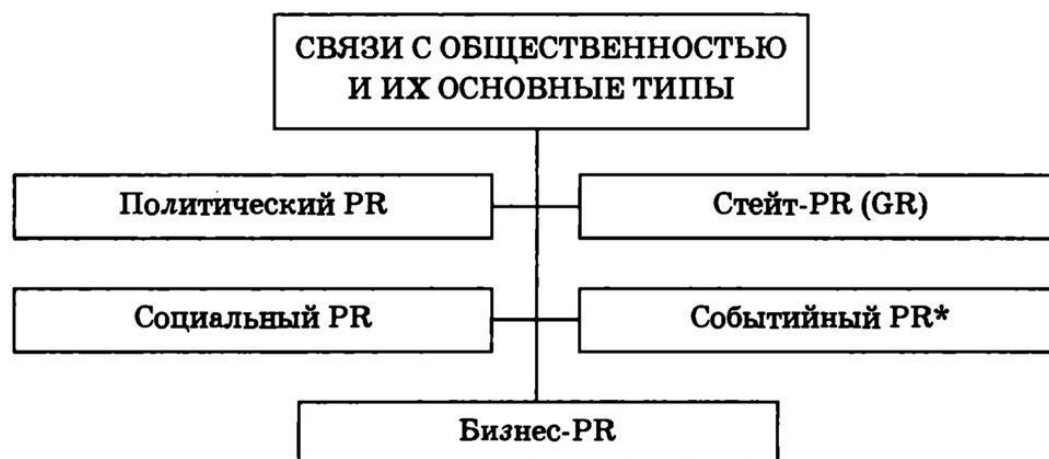 СВЯЗИ С ОБЩЕСТВЕННОСТЬЮ
И ИХ ОСНОВНЫЕ ТИПЫ
Политический PR
Стейт-PR (GR)
Социальный PR
Событийный PR*
Бизнес-PR